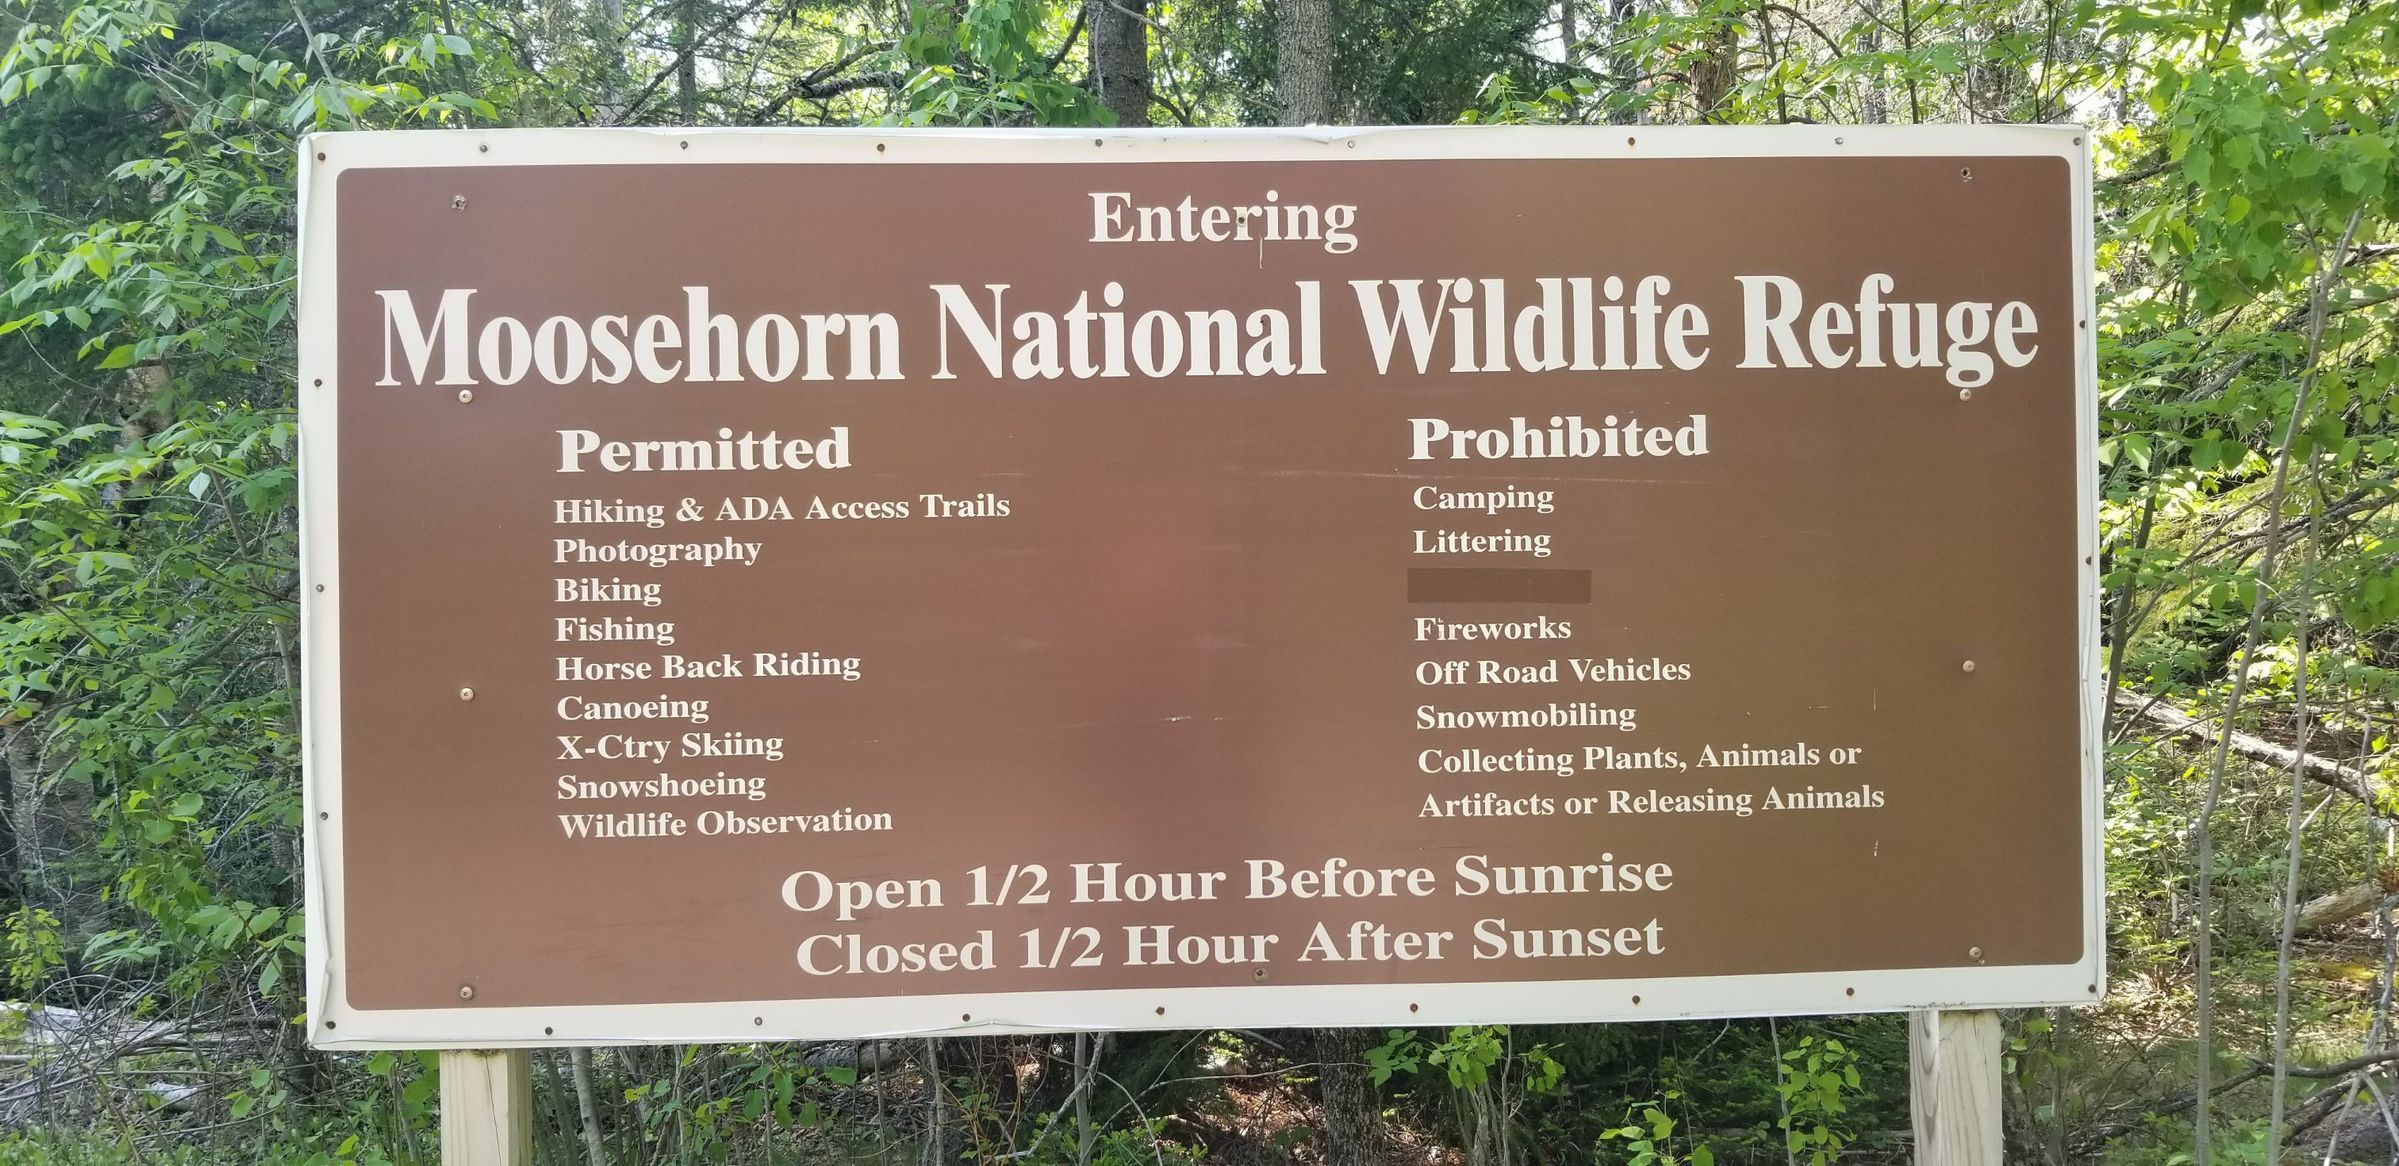 Entering
Moosehorn National Wildlife Refuge
Permitted
Hiking & ADA Access Trails
Photography
Biking
Fishing
Horse Back Riding
Canoeing
X-Ctry Skiing
Snowshoeing
Wildlife Observation
Prohibited
Camping
Littering
Fireworks
Off Road Vehicles
Snowmobiling
Collecting Plants, Animals or
Artifacts or Releasing Animals
Open 1/2 Hour Before Sunrise
Closed 1/2 Hour After Sunset